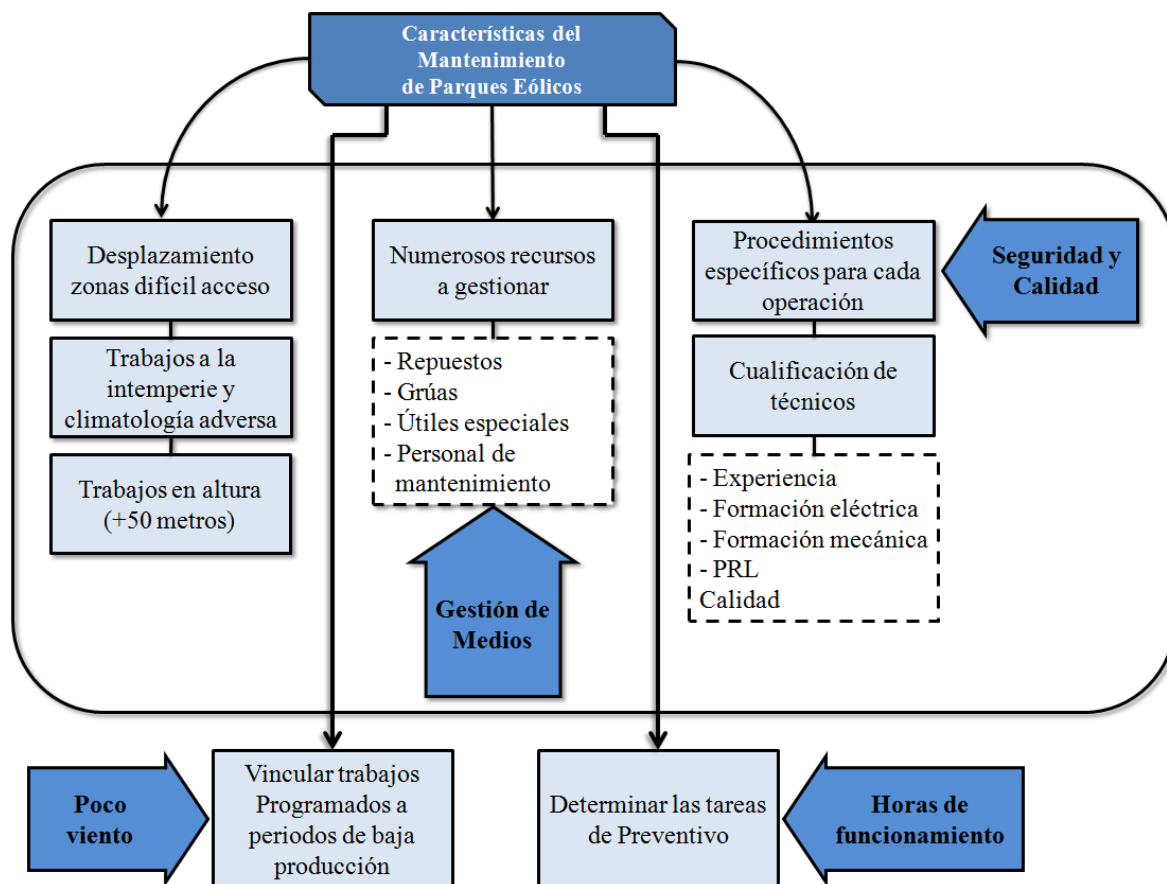 Características del
Mantenimiento
de Parques Eólicos
Desplazamiento
zonas difícil acceso
Trabajos a la
intemperie y
climatología adversa
Trabajos en altura
(+50 metros)
Numerosos recursos
a gestionar
- Repuestos
- Grúas
- Útiles especiales
- Personal de
mantenimiento
Gestión de
Medios
Procedimientos
específicos para cada
operación
Cualificación de
técnicos
- Experiencia
- Formación eléctrica
- Formación mecánica
- PRL
Calidad
Seguridad y
Calidad
Poco
viento
Vincular trabajos
Programados a
periodos de baja
producción
Determinar las tareas
de Preventivo
Horas de
funcionamiento